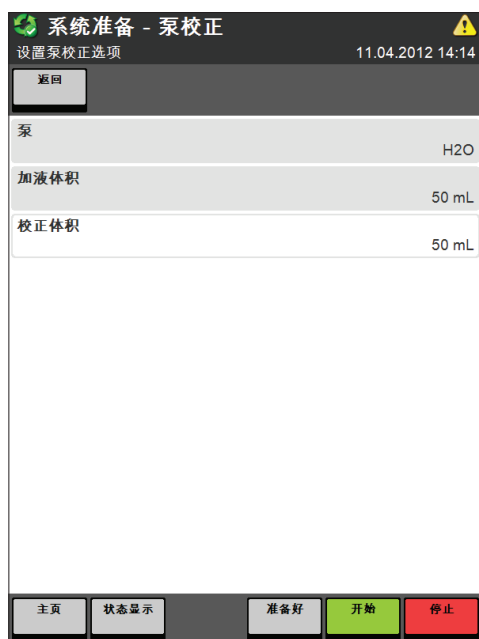 系统准备 - 泵校正
设置泵校正选项 11.04.2012 14:14
返回
泵
H2O
加液体积
50 mL
校正体积
50 mL
主页 状态显示 准备好 开始 停止